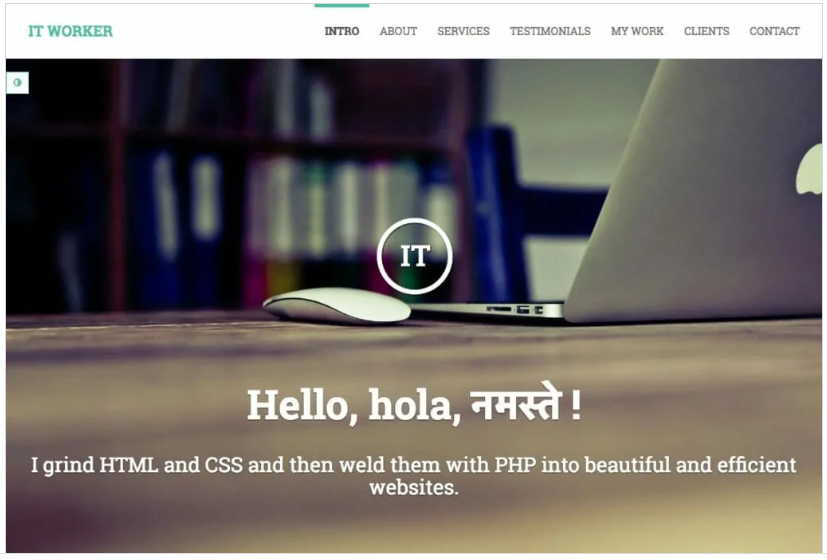 IT WORKER
INTRO ABOUT SERVICES TESTIMONIALS MY WORK CLIENTS CONTACT
IT
Hello, hola, नमस्ते !
I grind HTML and CSS and then weld them with PHP into beautiful and efficient
websites.